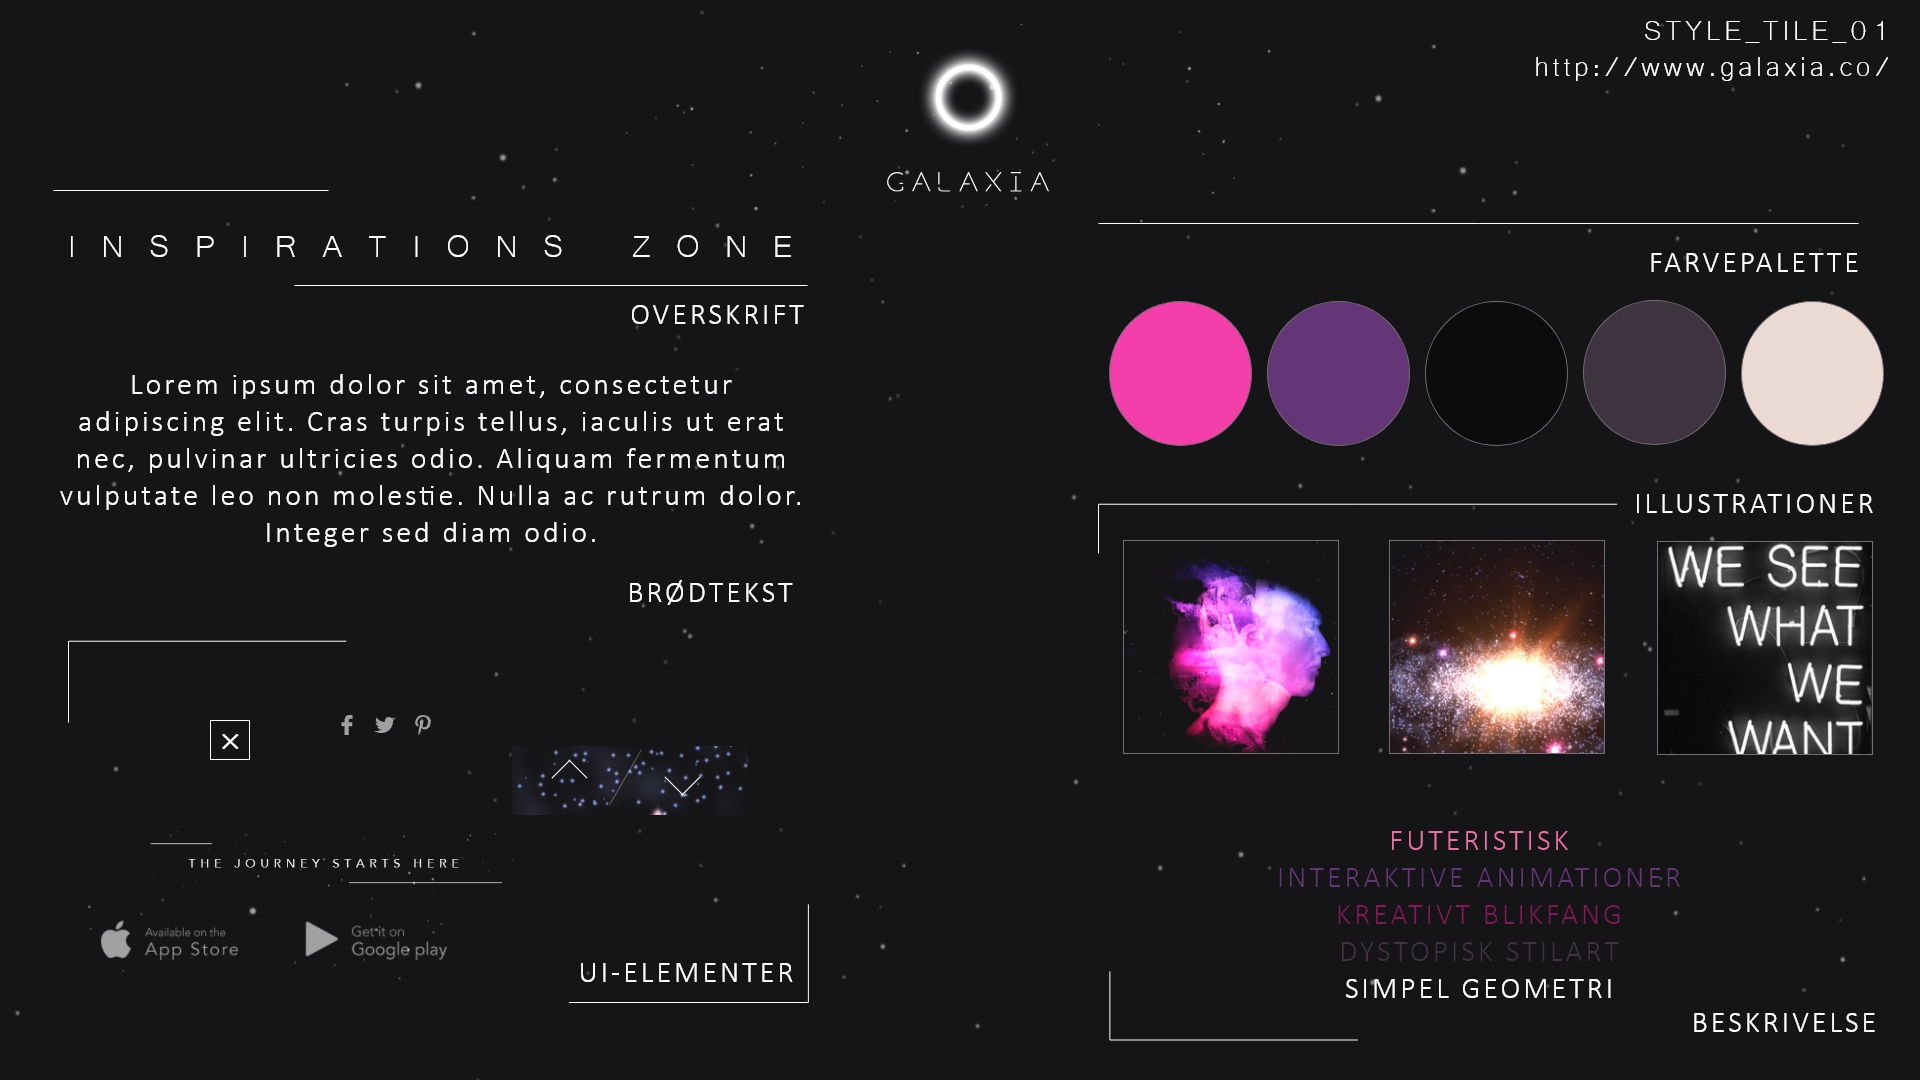 STYLE_TILE_01
http://www.galaxia.co/
GALAXIA
INSPIRATIONS ZONE
OVERSKRIFT
Lorem ipsum dolor sit amet, consectetur
adipiscing elit. Cras turpis tellus, iaculis ut erat
nec, pulvinar ultricies odio. Aliquam fermentum
vulputate leo non molestie. Nulla ac rutrum dolor.
Integer sed diam odio.
BRØDTEKST
THE JOURNEY STARTS HERE
Available on the
App Store
Get it on
Google play
UI-ELEMENTER
FARVEPALETTE
ILLUSTRATIONER
WE SEE
WHAT
WE
WANT
FUTERISTISK
INTERAKTIVE ANIMATIONER
KREATIVT BLIKFANG
DYSTOPISK STILART
SIMPEL GEOMETRI
BESKRIVELSE